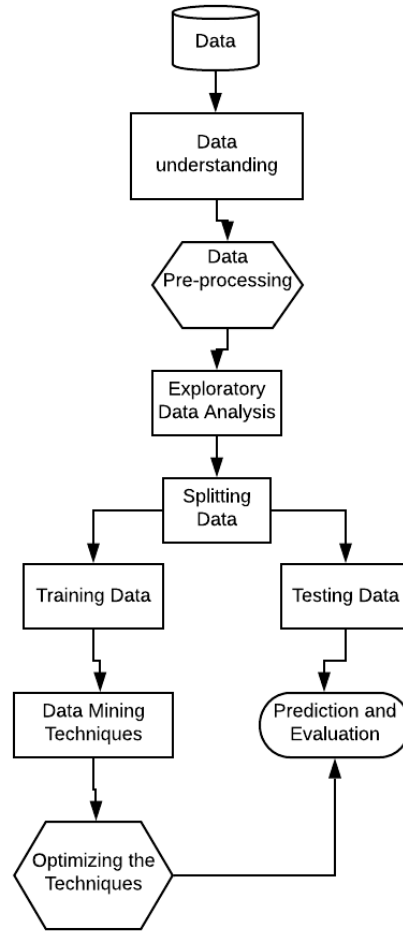 Data
Data
understanding
Data
Pre-processing
Exploratory
Data Analysis
Splitting
Data
Training Data
Testing Data
Data Mining
Techniques
Prediction and
Evaluation
Optimizing the
Techniques